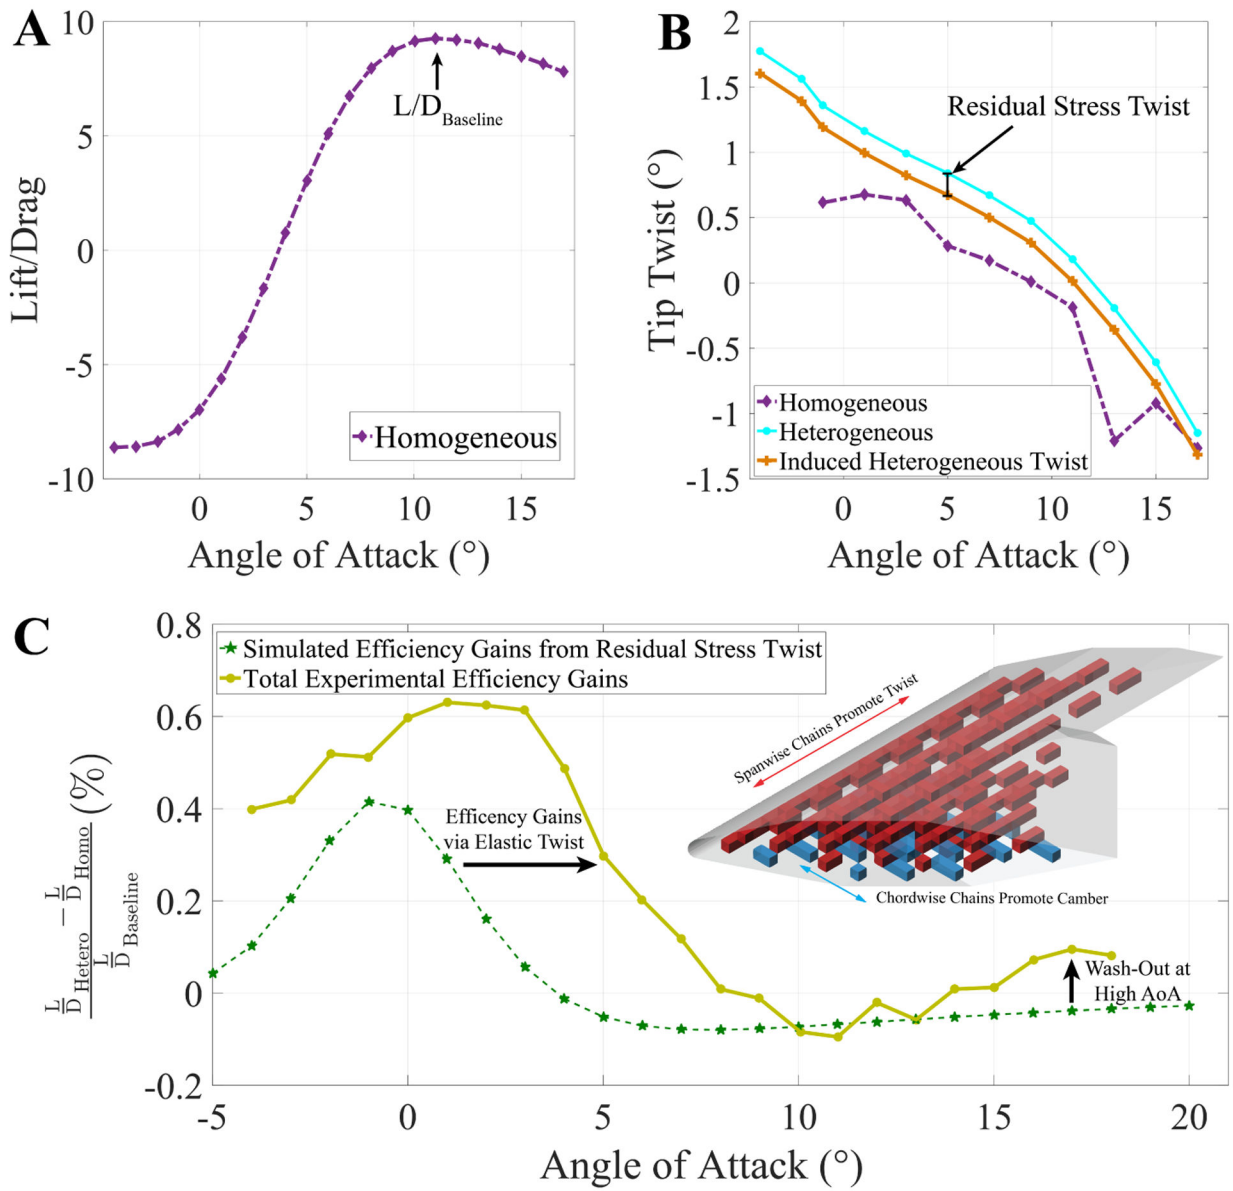 A
10
5
0
-5
-10
Lift/Drag
L/D Baseline
Homogeneous
0 5 10 15
Angle of Attack (°)
B
2
1.5
1
0.5
0
-0.5
-1
-1.5
Tip Twist (°)
Residual Stress Twist
Homogeneous
Heterogeneous
Induced Heterogeneous Twist
0 5 10 15
Angle of Attack (°)
C
0.8
0.6
0.4
0.2
0
-0.2
L/D Hetero − L/D Homo (%)
L/D Baseline
Simulated Efficiency Gains from Residual Stress Twist
Total Experimental Efficiency Gains
Spanwise Chains Promote Twist
Efficency Gains
via Elastic Twist
Chordwise Chains Promote Camber
Wash-Out at
High AoA
-5 0 5 10 15 20
Angle of Attack (°)